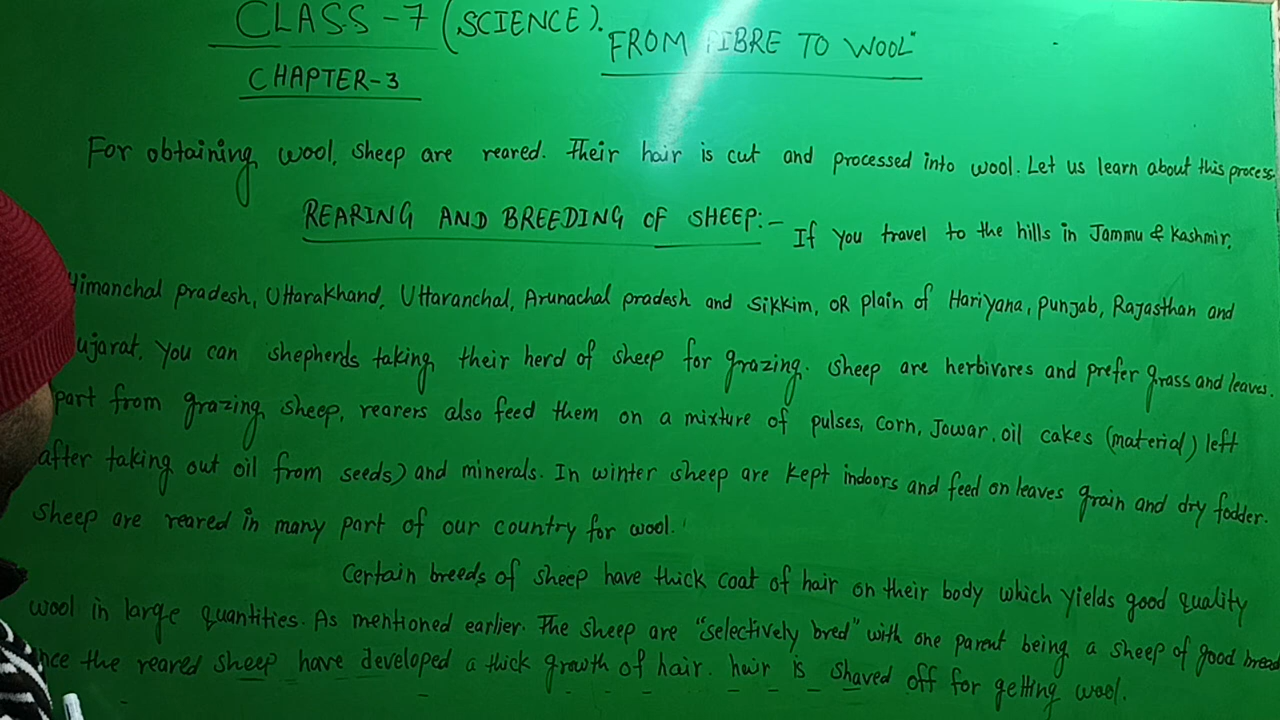 CLASS-7 (SCIENCE). FROM FIBRE TO WOOL"
CHAPTER-3
For obtaining wool, sheep are reared. Their hair is cut and processed into wool. Let us learn about this process
REARING AND BREEDING OF SHEEP:- If you travel to the hills in Jammu & Kashmir,
Himanchal pradesh, Uttarakhand, Uttaranchal, Arunachal pradesh and Sikkim, OR plain of Hariyana, punjab, Rajasthan and
ujarat, you can shepherds taking their herd of sheep for grazing. Sheep are herbivores and prefer grass and leaves.
part from grazing sheep, rearers also feed them on a mixture of pulses, corn, Jowar, oil cakes (material) left
after taking out oil from seeds) and minerals. In winter sheep are kept indoors and feed on leaves grain and dry fodder.
Sheep are reared in many part of our country for wool.
Certain breeds of sheep have thick coat of hair on their body which yields good quality
wool in large quantities. As mentioned earlier. The sheep are "selectively bred" with one parent being a sheep of good breed
nce the reared sheep have developed a thick growth of hair. hair is shaved off for getting wool.